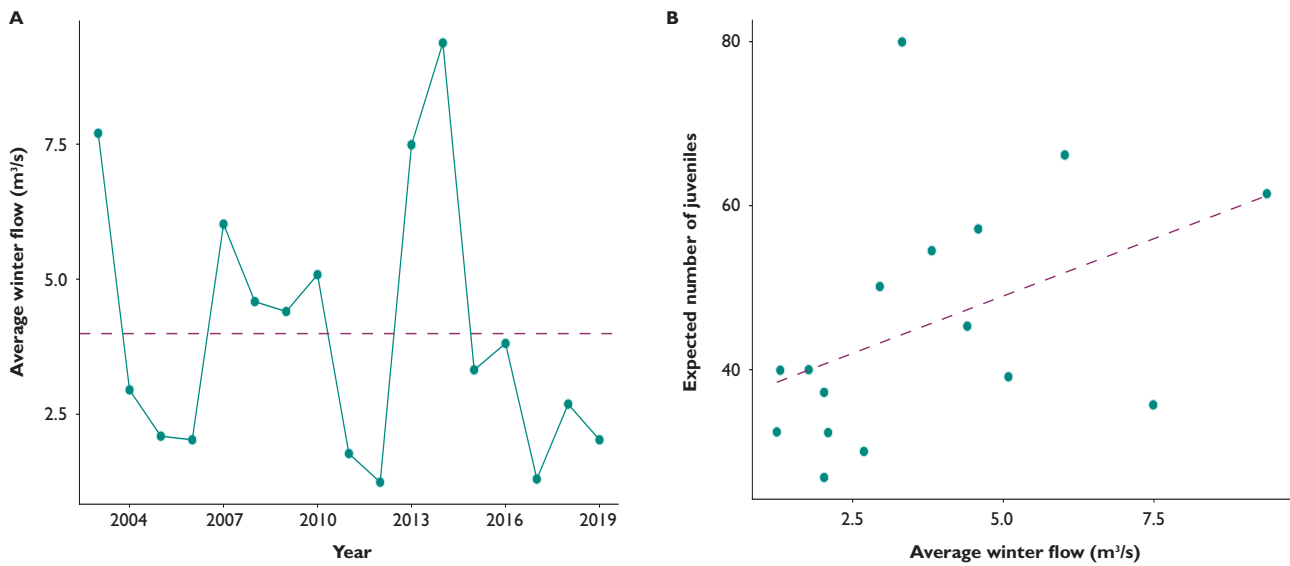 A
Average winter flow (m³/s)
7.5
5.0
2.5
2004 2007 2010 2013 2016 2019
Year
B
Expected number of juveniles
80
60
40
2.5 5.0 7.5
Average winter flow (m³/s)